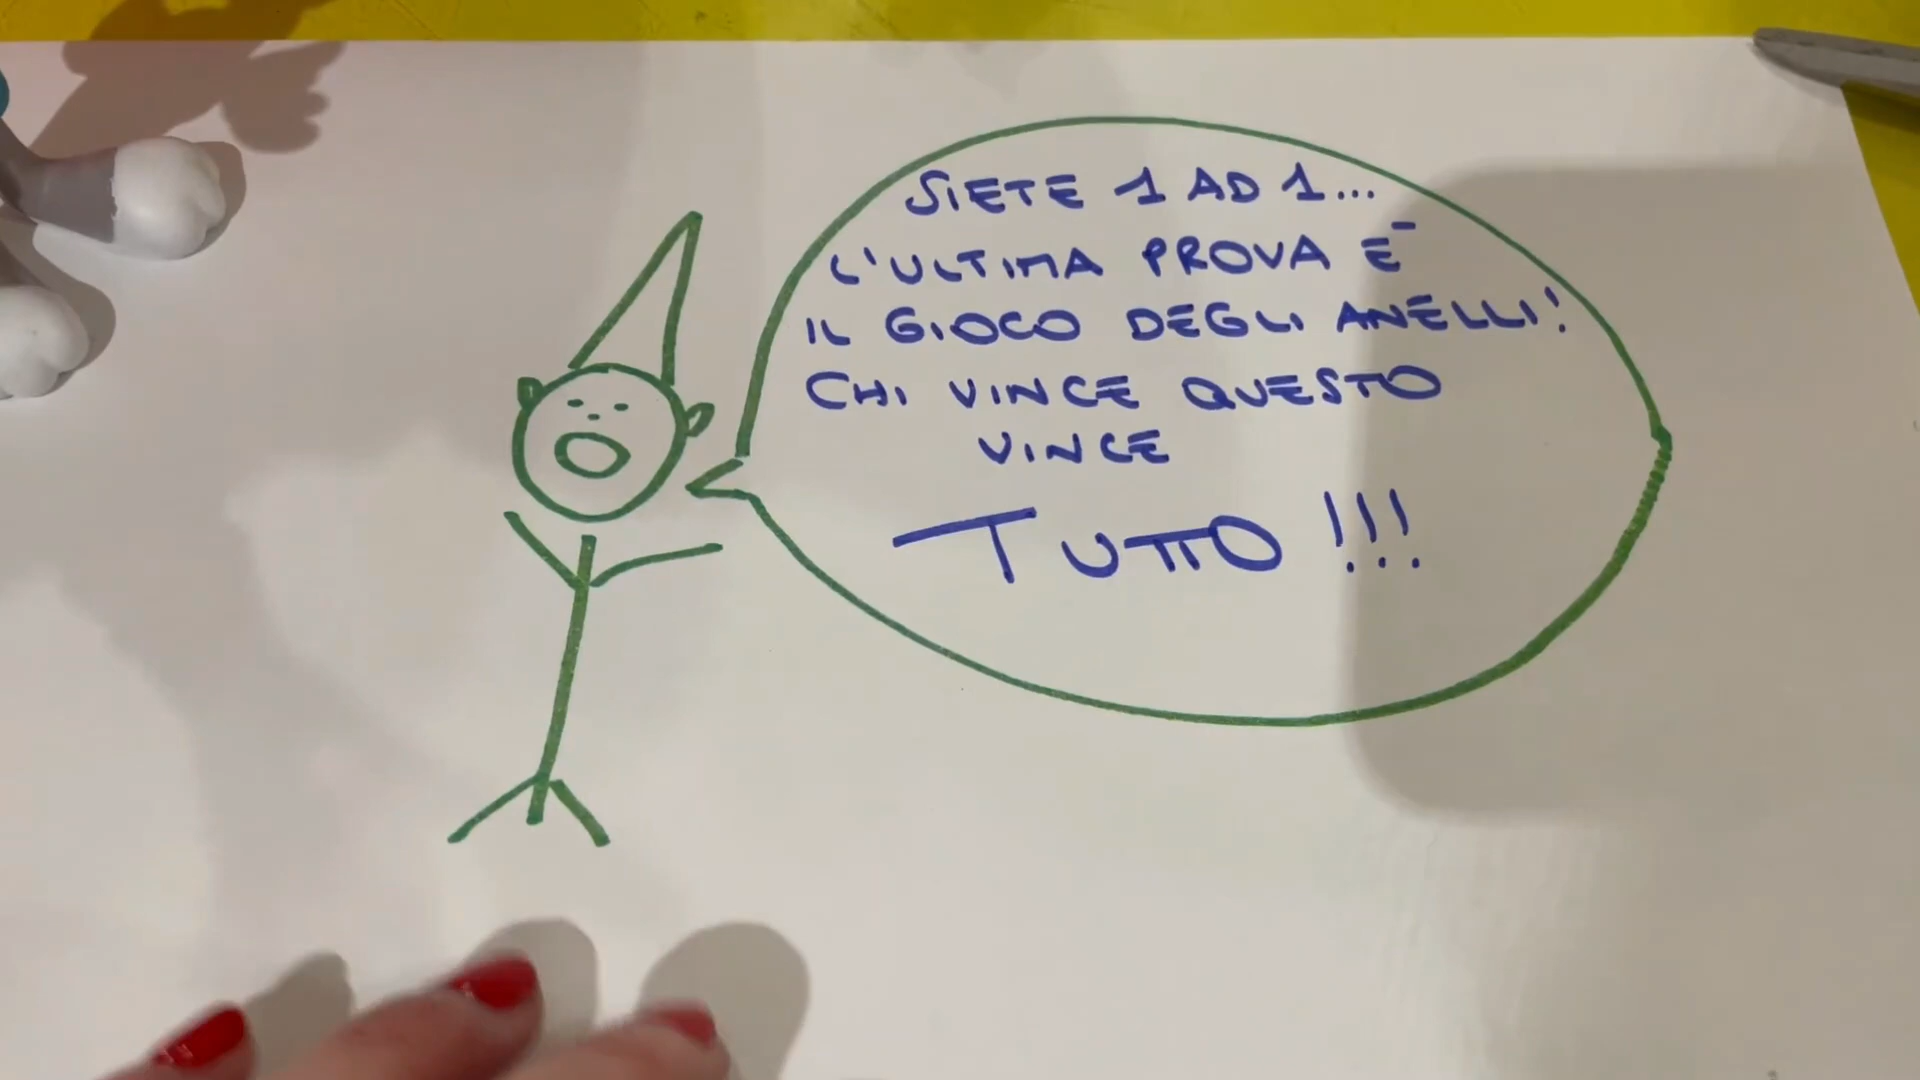 SIETE 1 AD 1...
L'ULTIMA PROVA È
IL GIOCO DEGLI ANELLI!
CHI VINCE QUESTO
VINCE
TUTTO!!!